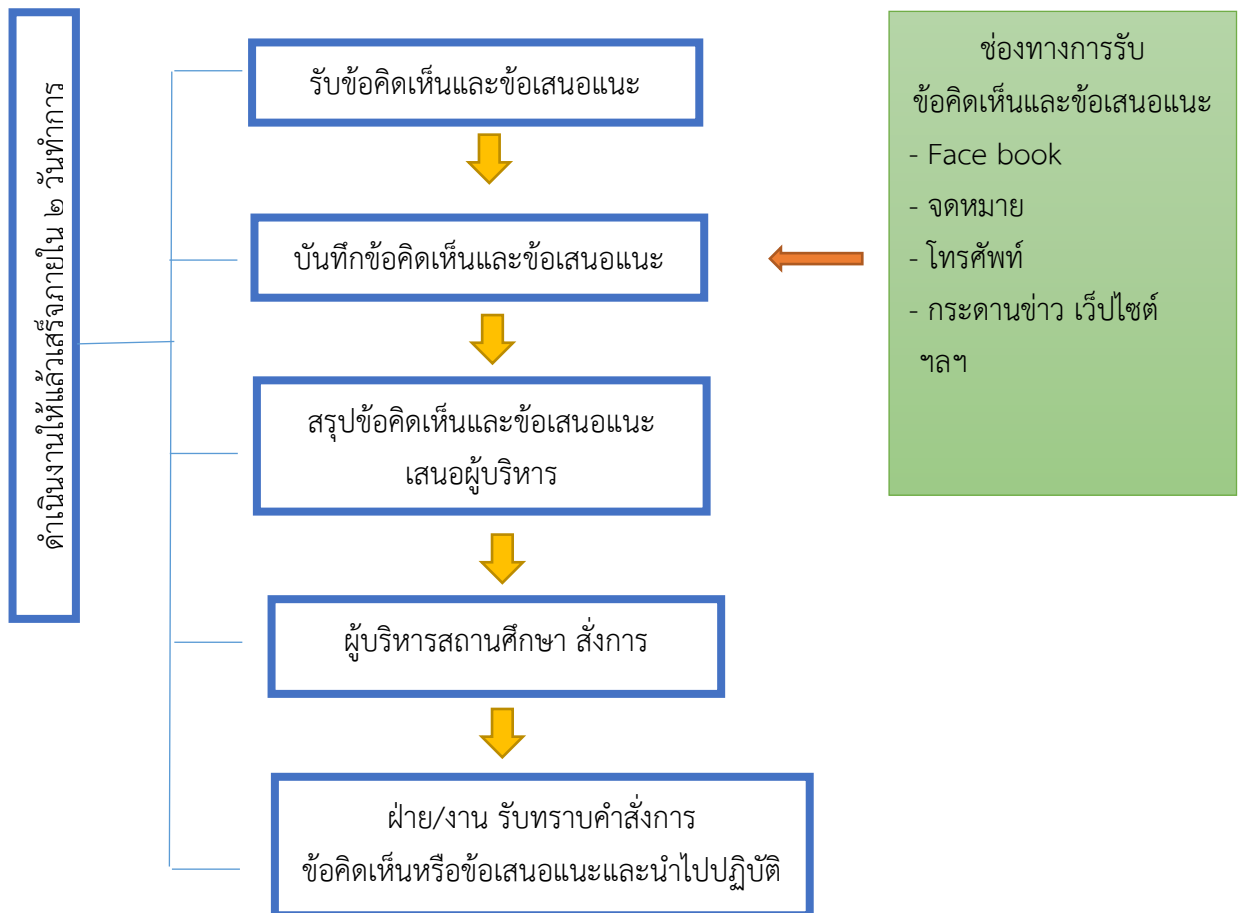 ดำเนินงานให้แล้วเสร็จภายใน ๒ วันทำการ
รับข้อคิดเห็นและข้อเสนอแนะ
บันทึกข้อคิดเห็นและข้อเสนอแนะ
สรุปข้อคิดเห็นและข้อเสนอแนะ
เสนอผู้บริหาร
ผู้บริหารสถานศึกษา สั่งการ
ฝ่าย/งาน รับทราบคำสั่งการ
ข้อคิดเห็นหรือข้อเสนอแนะและนำไปปฏิบัติ
ช่องทางการรับ
ข้อคิดเห็นและข้อเสนอแนะ
- Face book
- จดหมาย
- โทรศัพท์
- กระดานข่าว เว็ปไซต์
ฯลฯ